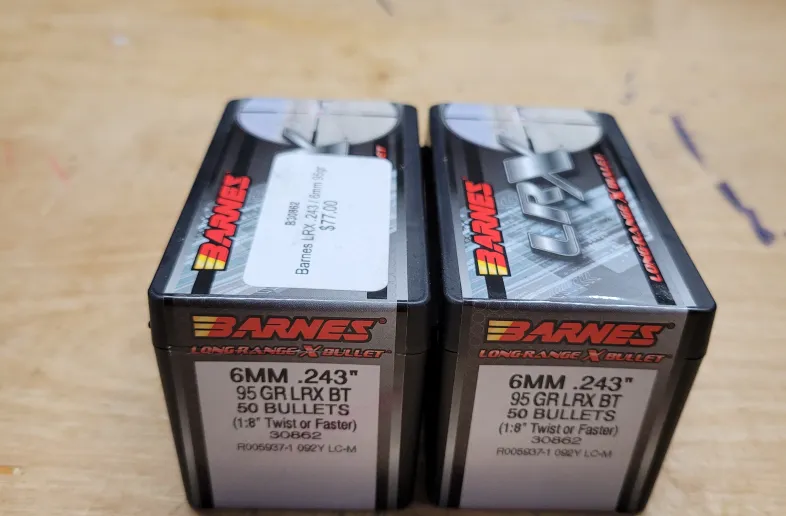 BARNES
B30862
Barnes LRX .243 / 6mm 95gr
$77.00
BARNES
LRX
LONG-RANGE X BULLET
BARNES
LONG-RANGE X BULLET
6MM .243"
95 GR LRX BT
50 BULLETS
(1:8" Twist or Faster)
30862
R005937-1 092Y LC-M
BARNES
LONG-RANGE X BULLET
6MM .243"
95 GR LRX BT
50 BULLETS
(1:8" Twist or Faster)
30862
R005937-1 092Y LC-M